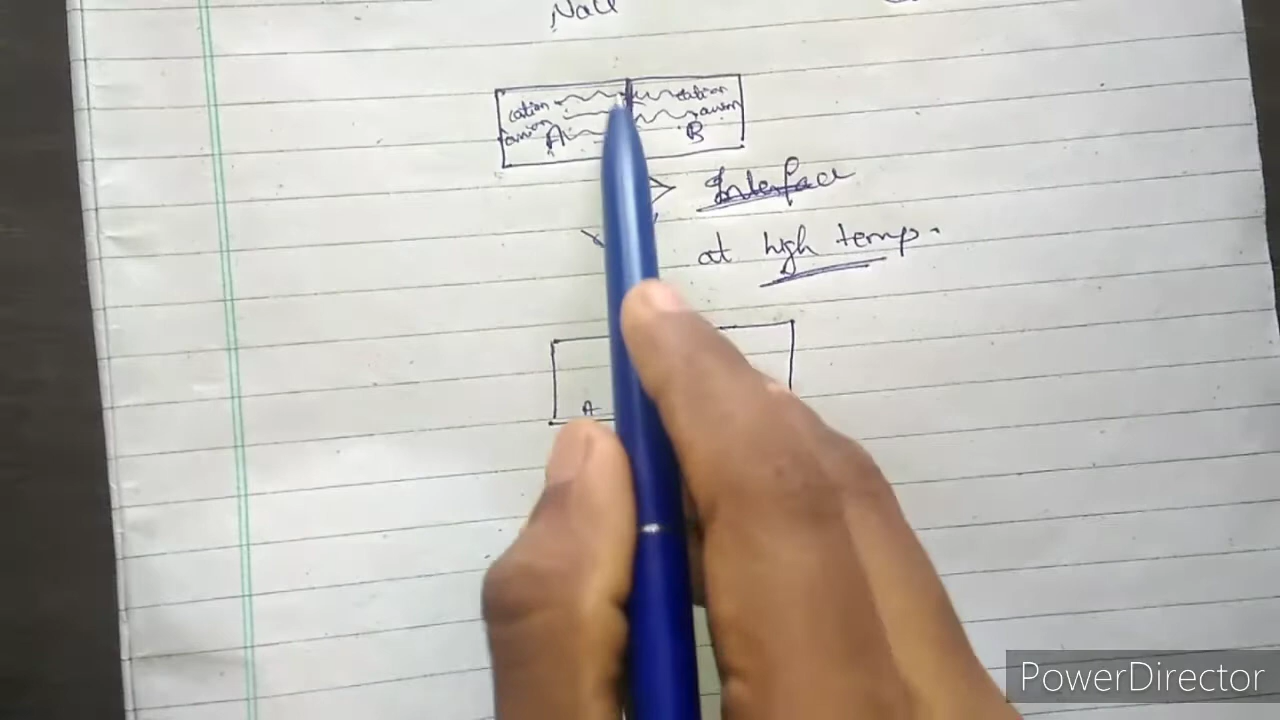 NaCl
cation cation
anion anion
A B
Interface
at high temp.
A
PowerDirector